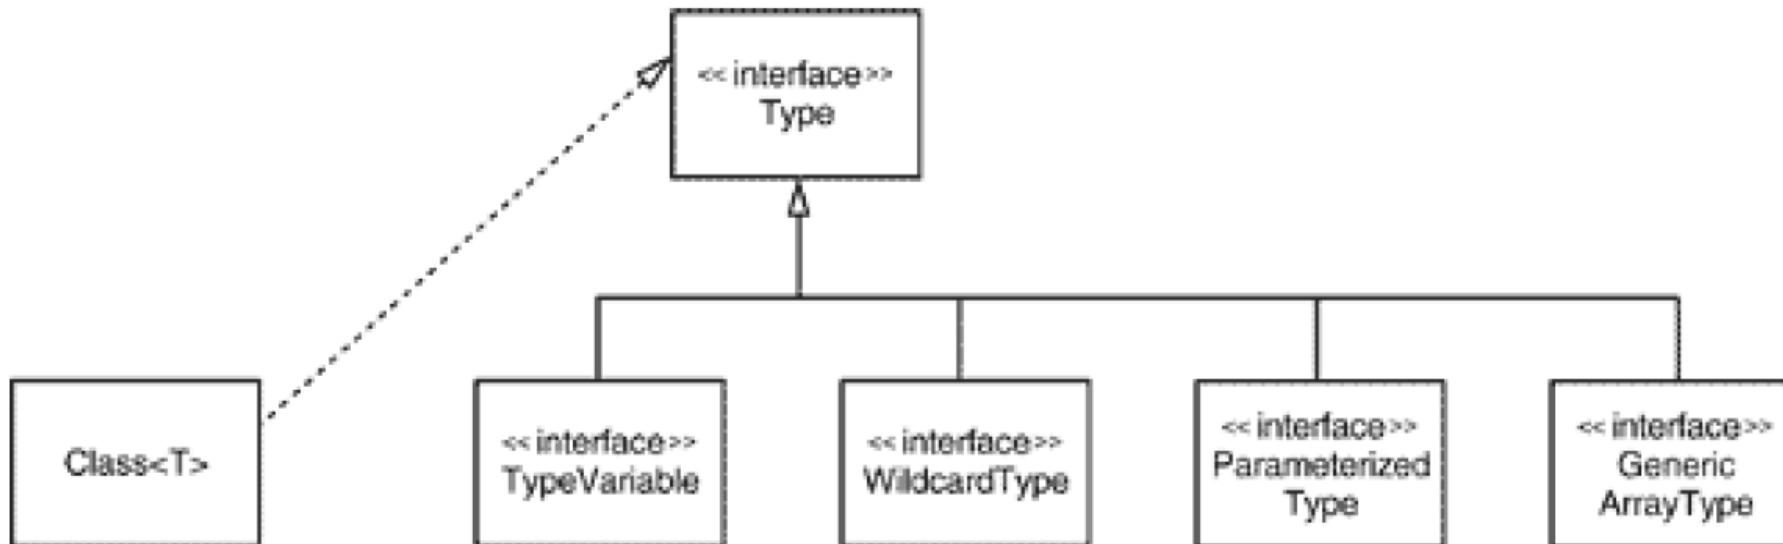 <<interface>>
Type
Class<T>
<<interface>>
TypeVariable
<<interface>>
WildcardType
<<interface>>
Parameterized
Type
<<interface>>
Generic
ArrayType